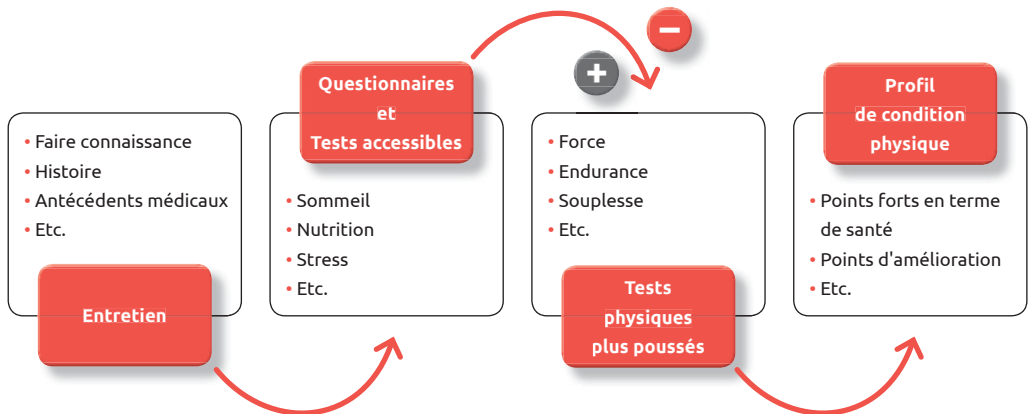 • Faire connaissance
• Histoire
• Antécédents médicaux
• Etc.
Entretien
Questionnaires
et
Tests accessibles
• Sommeil
• Nutrition
• Stress
• Etc.
+
−
• Force
• Endurance
• Souplesse
• Etc.
Tests
physiques
plus poussés
Profil
de condition
physique
• Points forts en terme
de santé
• Points d'amélioration
• Etc.